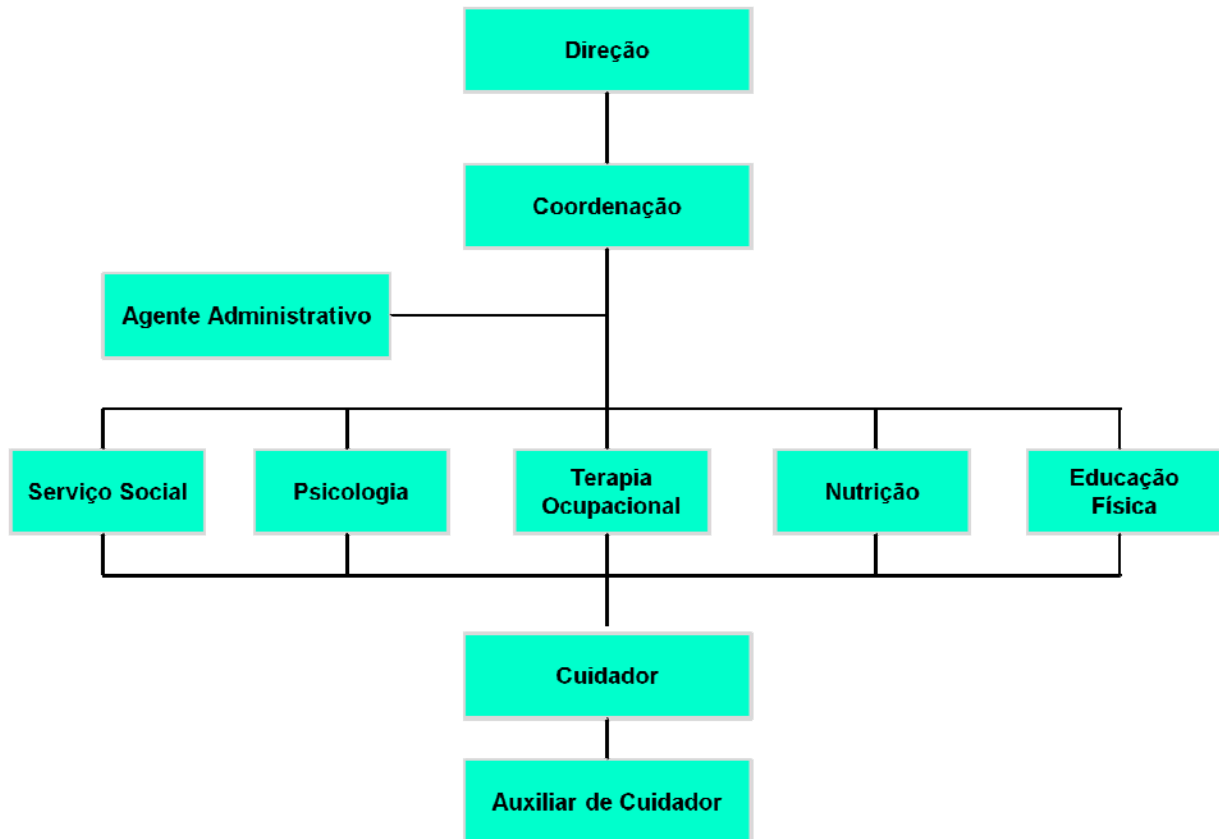 Direção
Coordenação
Agente Administrativo
Serviço Social
Psicologia
Terapia
Ocupacional
Nutrição
Educação
Física
Cuidador
Auxiliar de Cuidador